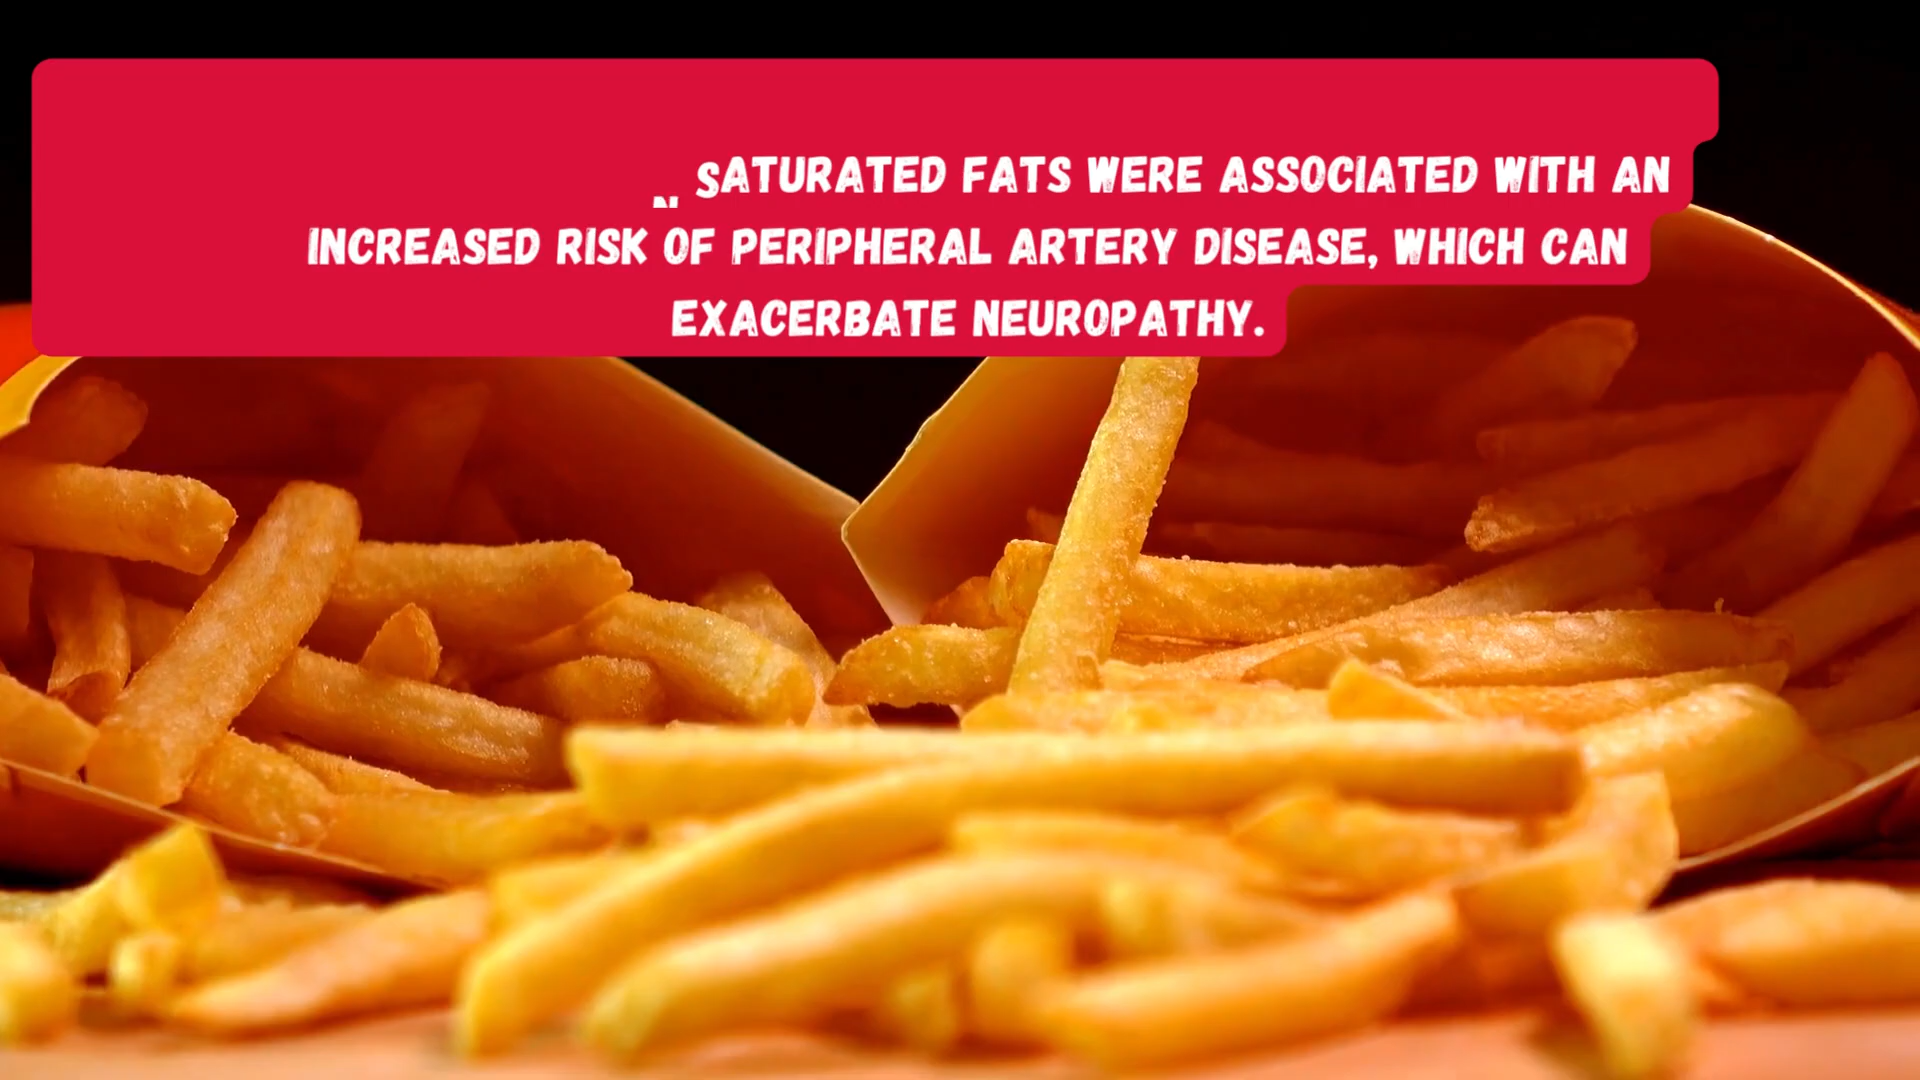 SATURATED FATS WERE ASSOCIATED WITH AN
INCREASED RISK OF PERIPHERAL ARTERY DISEASE, WHICH CAN
EXACERBATE NEUROPATHY.